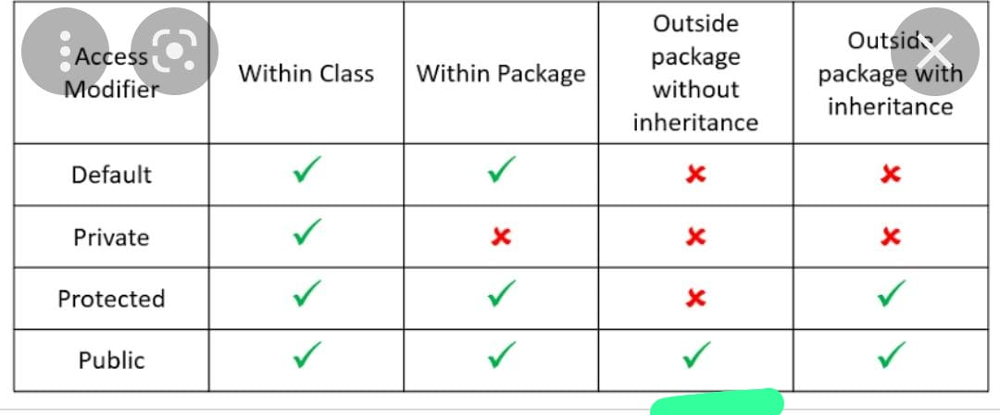 Access
Modifier
Within Class
Within Package
Outside
package
without
inheritance
Outside
package with
inheritance
Default
Private
Protected
Public